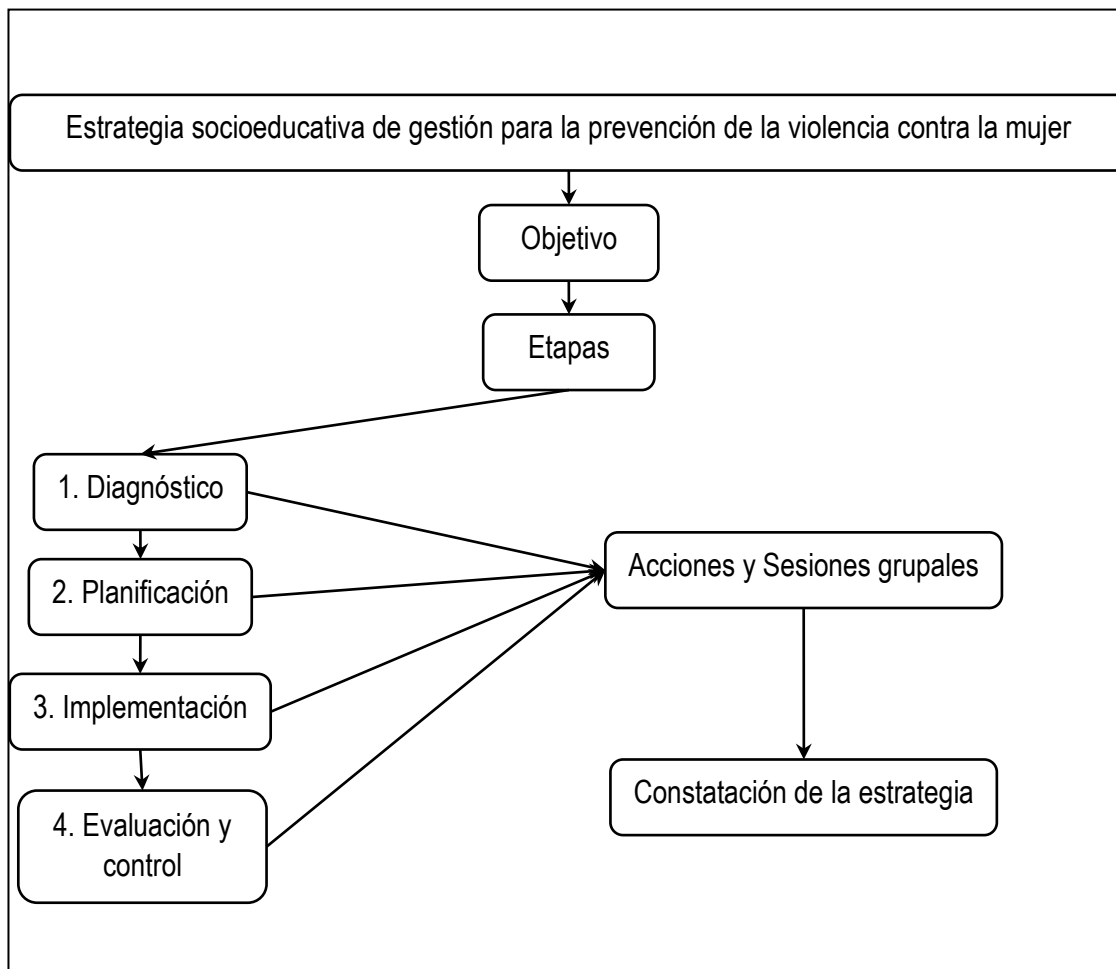 Estrategia socioeducativa de gestión para la prevención de la violencia contra la mujer
Objetivo
Etapas
1. Diagnóstico
2. Planificación
3. Implementación
4. Evaluación y
control
Acciones y Sesiones grupales
Constatación de la estrategia